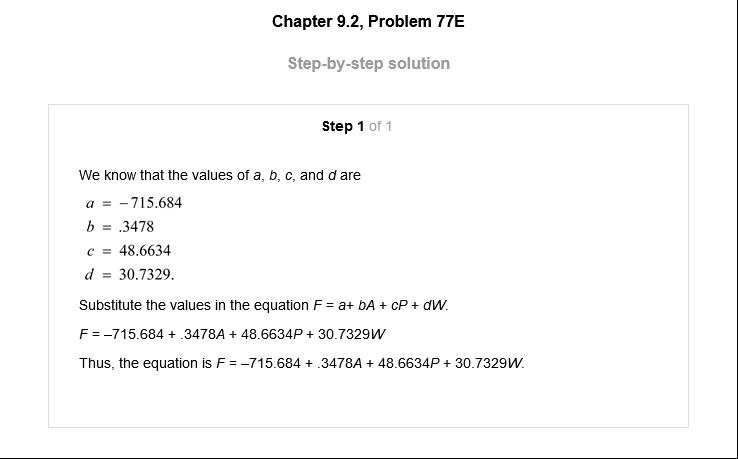 Chapter 9.2, Problem 77E
Step-by-step solution
Step 1 of 1
We know that the values of a, b, c, and d are
a = −715.684
b = .3478
c = 48.6634
d = 30.7329.
Substitute the values in the equation F = a+ bA + cP + dW.
F = –715.684 + .3478A + 48.6634P + 30.7329W
Thus, the equation is F = –715.684 + .3478A + 48.6634P + 30.7329W.